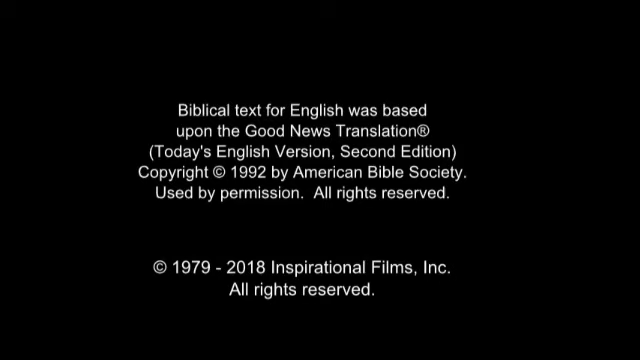 Biblical text for English was based
upon the Good News Translation®
(Today's English Version, Second Edition)
Copyright © 1992 by American Bible Society.
Used by permission.  All rights reserved.
© 1979 - 2018 Inspirational Films, Inc.
All rights reserved.